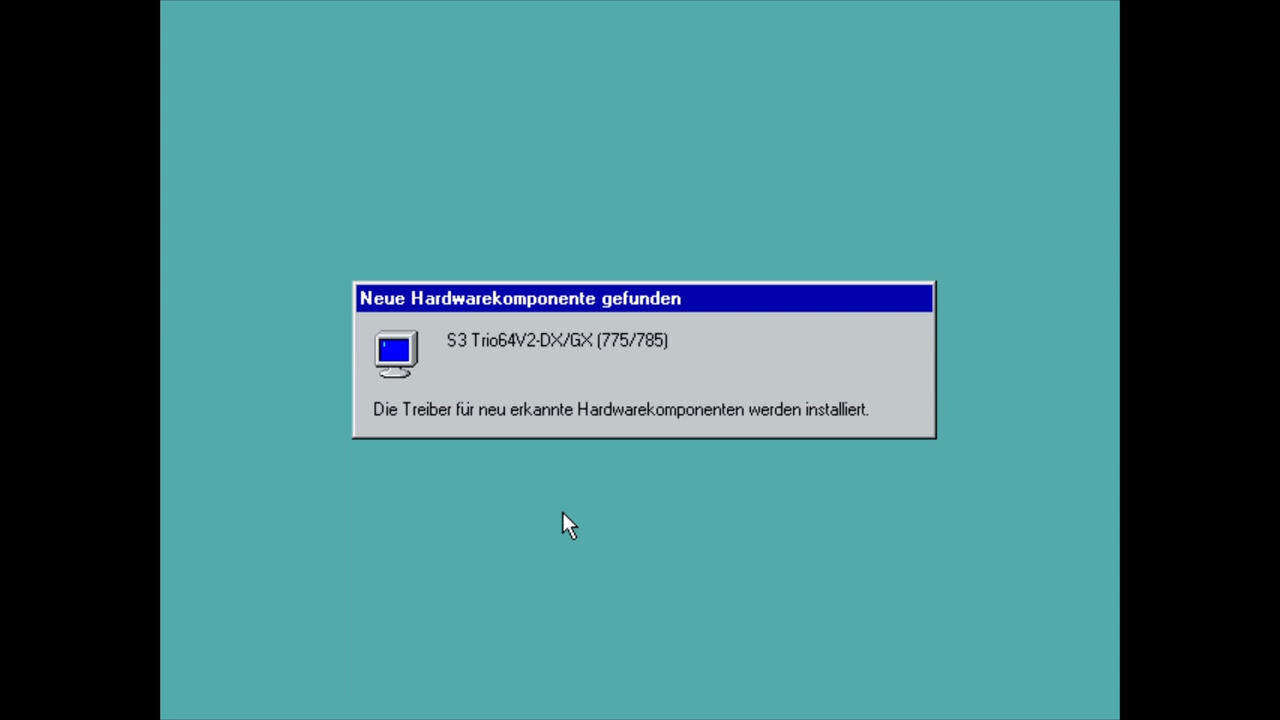 Neue Hardwarekomponente gefunden
S3 Trio64V2-DX/GX (775/785)
Die Treiber für neu erkannte Hardwarekomponenten werden installiert.